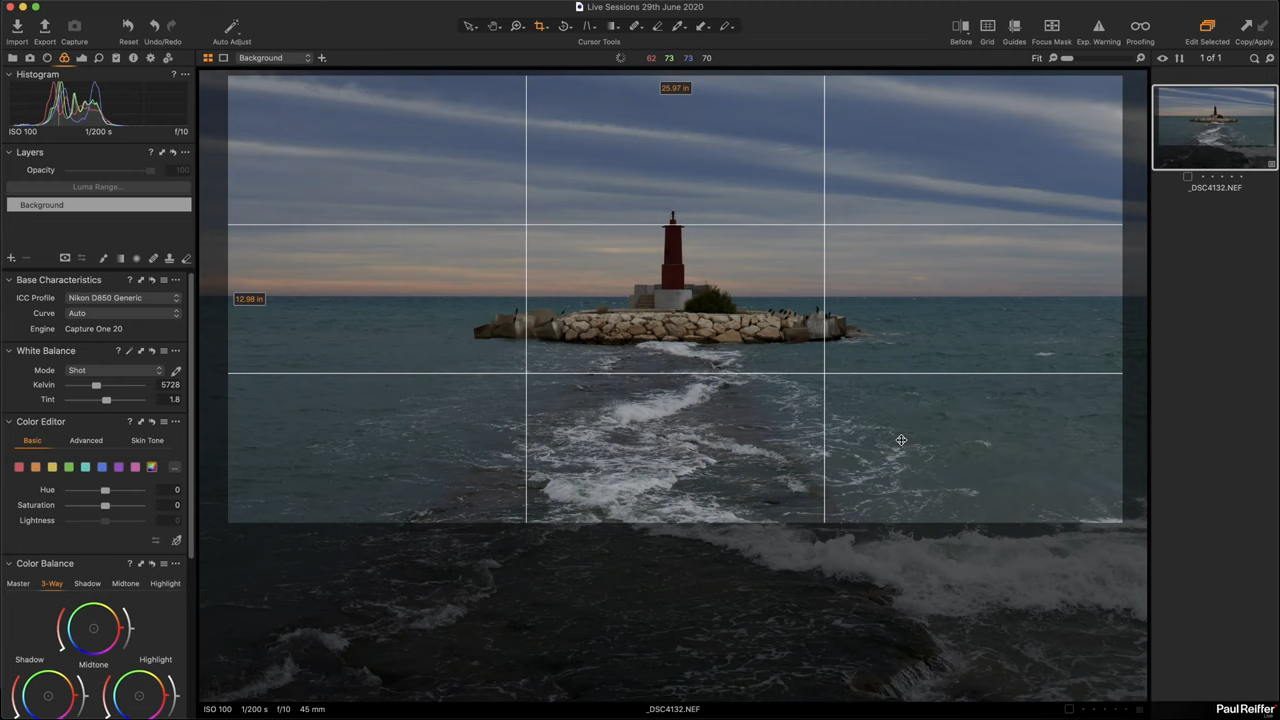 Live Sessions 29th June 2020
Import Export Capture Reset Undo/Redo Auto Adjust Cursor Tools Before Grid Guides Focus Mask Exp. Warning Proofing Edit Selected Copy/Apply
Background 62 73 73 70 Fit 1 of 1
Histogram ?
ISO 100 1/200 s f/10
Layers ?
Opacity 100
Luma Range...
Background
Base Characteristics ?
ICC Profile Nikon D850 Generic
Curve Auto
Engine Capture One 20
White Balance ?
Mode Shot
Kelvin 5728
Tint 1.8
Color Editor ?
Basic Advanced Skin Tone
...
Hue 0
Saturation 0
Lightness 0
Color Balance ?
Master 3-Way Shadow Midtone Highlight
Shadow Midtone Highlight
25.97 in
12.98 in
_DSC4132.NEF
ISO 100 1/200 s f/10 45 mm _DSC4132.NEF
PaulReiffer
Live